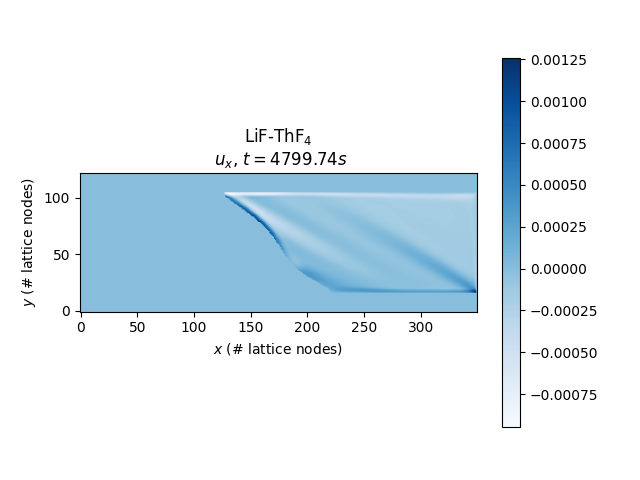 LiF-ThF₄
uₓ, t = 4799.74s
0.00125
0.00100
0.00075
0.00050
0.00025
0.00000
−0.00025
−0.00050
−0.00075
y (# lattice nodes)
100
50
0
0 50 100 150 200 250 300
x (# lattice nodes)